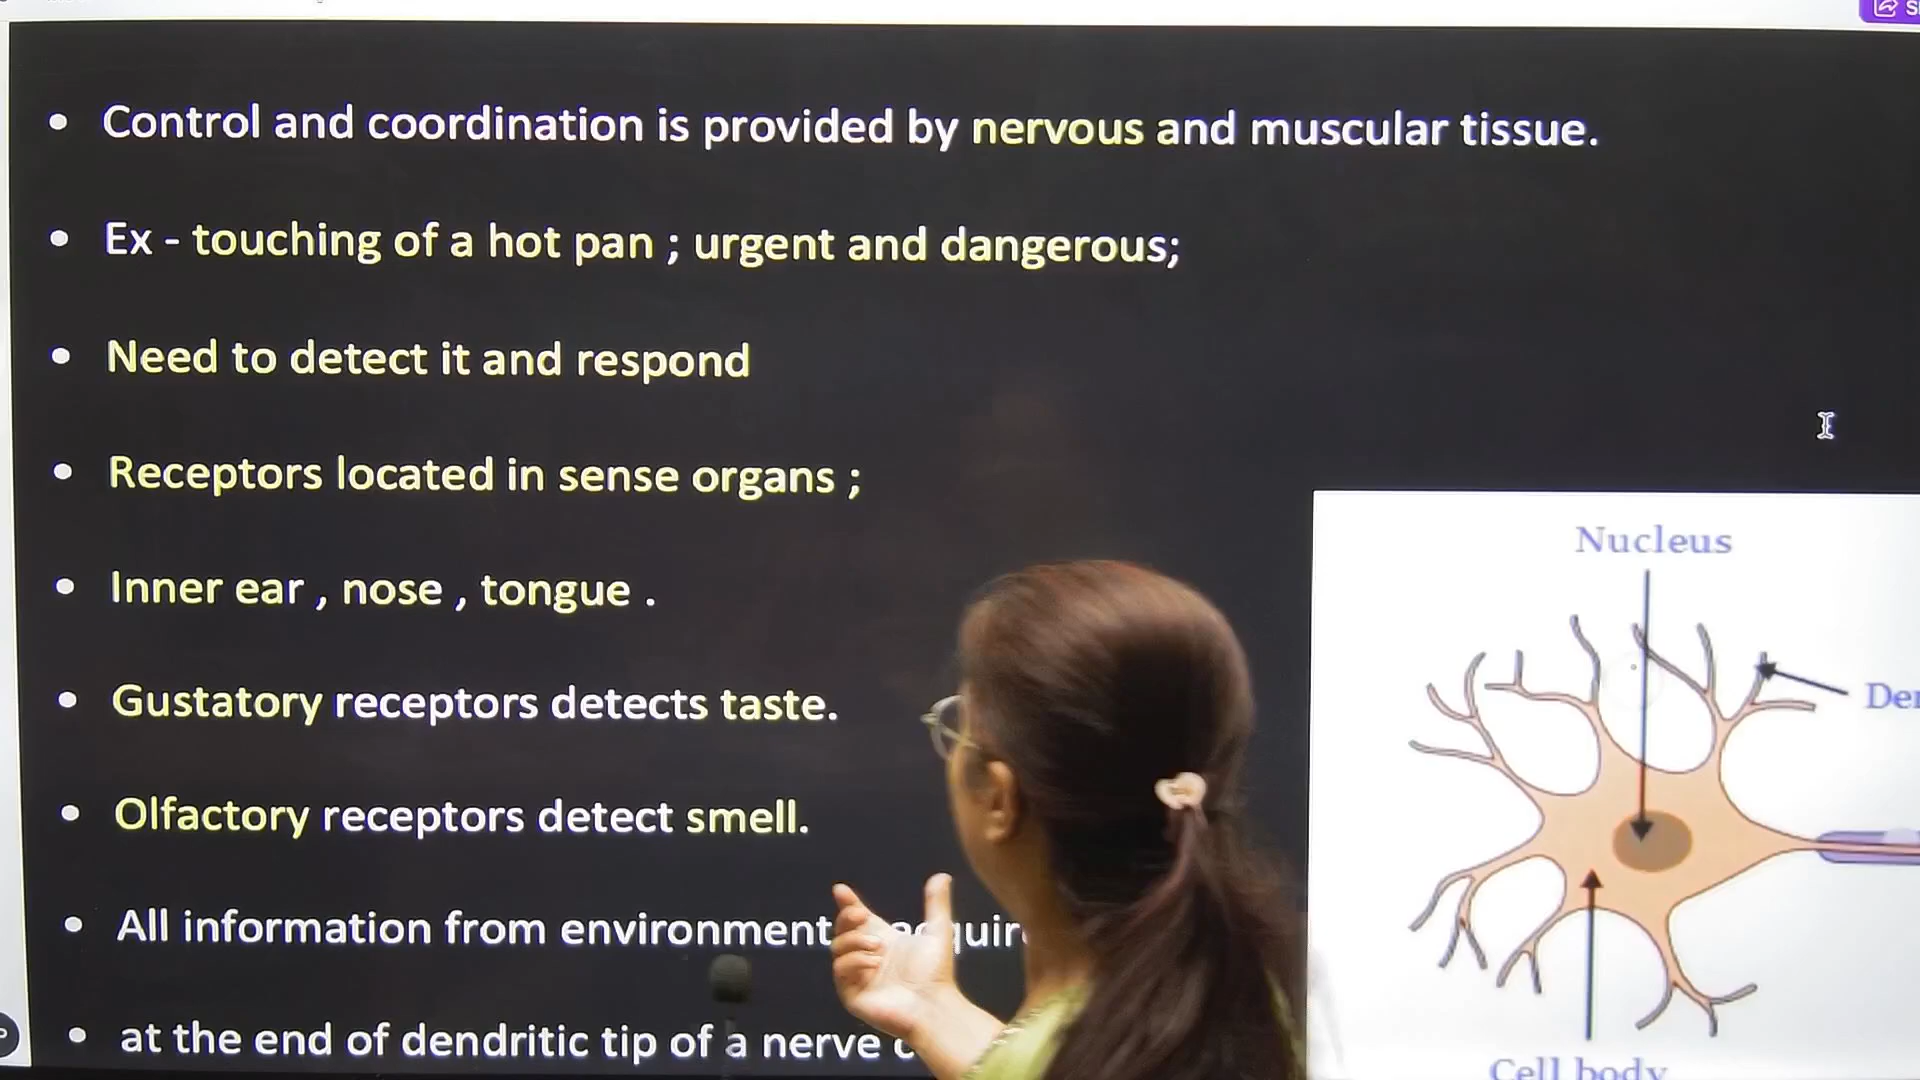 • Control and coordination is provided by nervous and muscular tissue.
• Ex - touching of a hot pan ; urgent and dangerous;
• Need to detect it and respond
• Receptors located in sense organs ;
• Inner ear , nose , tongue .
• Gustatory receptors detects taste.
• Olfactory receptors detect smell.
• All information from environment
• at the end of dendritic tip of a nerve
Nucleus
Cell body